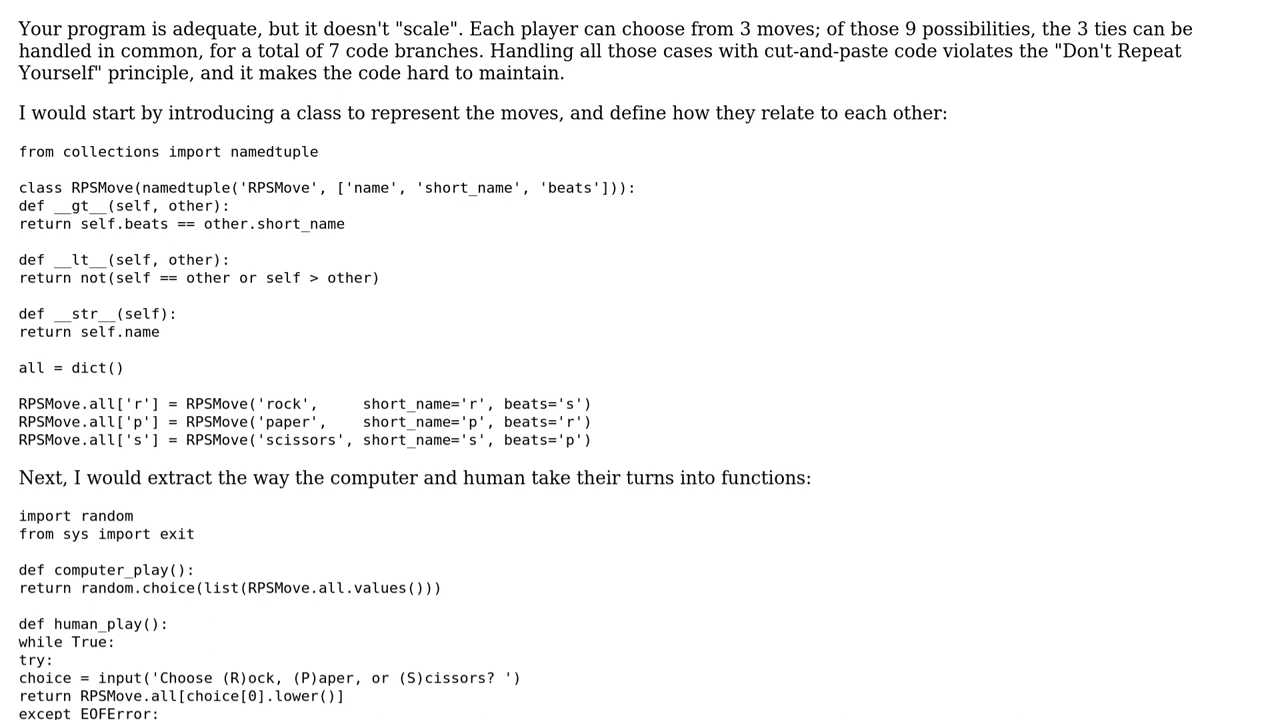 Your program is adequate, but it doesn't "scale". Each player can choose from 3 moves; of those 9 possibilities, the 3 ties can be
handled in common, for a total of 7 code branches. Handling all those cases with cut-and-paste code violates the "Don't Repeat
Yourself" principle, and it makes the code hard to maintain.
I would start by introducing a class to represent the moves, and define how they relate to each other:
from collections import namedtuple
class RPSMove(namedtuple('RPSMove', ['name', 'short_name', 'beats'])):
def __gt__(self, other):
return self.beats == other.short_name
def __lt__(self, other):
return not(self == other or self > other)
def __str__(self):
return self.name
all = dict()
RPSMove.all['r'] = RPSMove('rock',     short_name='r', beats='s')
RPSMove.all['p'] = RPSMove('paper',    short_name='p', beats='r')
RPSMove.all['s'] = RPSMove('scissors', short_name='s', beats='p')
Next, I would extract the way the computer and human take their turns into functions:
import random
from sys import exit
def computer_play():
return random.choice(list(RPSMove.all.values()))
def human_play():
while True:
try:
choice = input('Choose (R)ock, (P)aper, or (S)cissors? ')
return RPSMove.all[choice[0].lower()]
except EOFError: